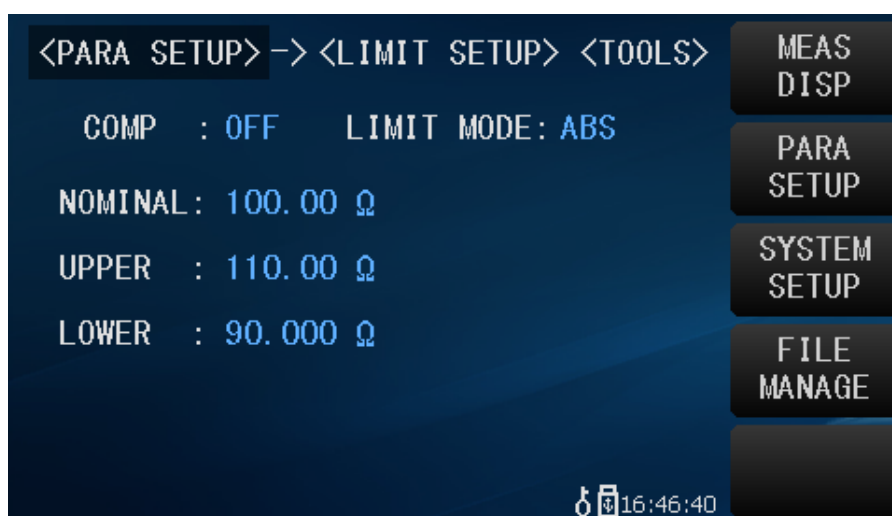 <PARA SETUP> -> <LIMIT SETUP> <TOOLS>
COMP : OFF LIMIT MODE: ABS
NOMINAL: 100.00 Ω
UPPER : 110.00 Ω
LOWER : 90.000 Ω
16:46:40
MEAS
DISP
PARA
SETUP
SYSTEM
SETUP
FILE
MANAGE